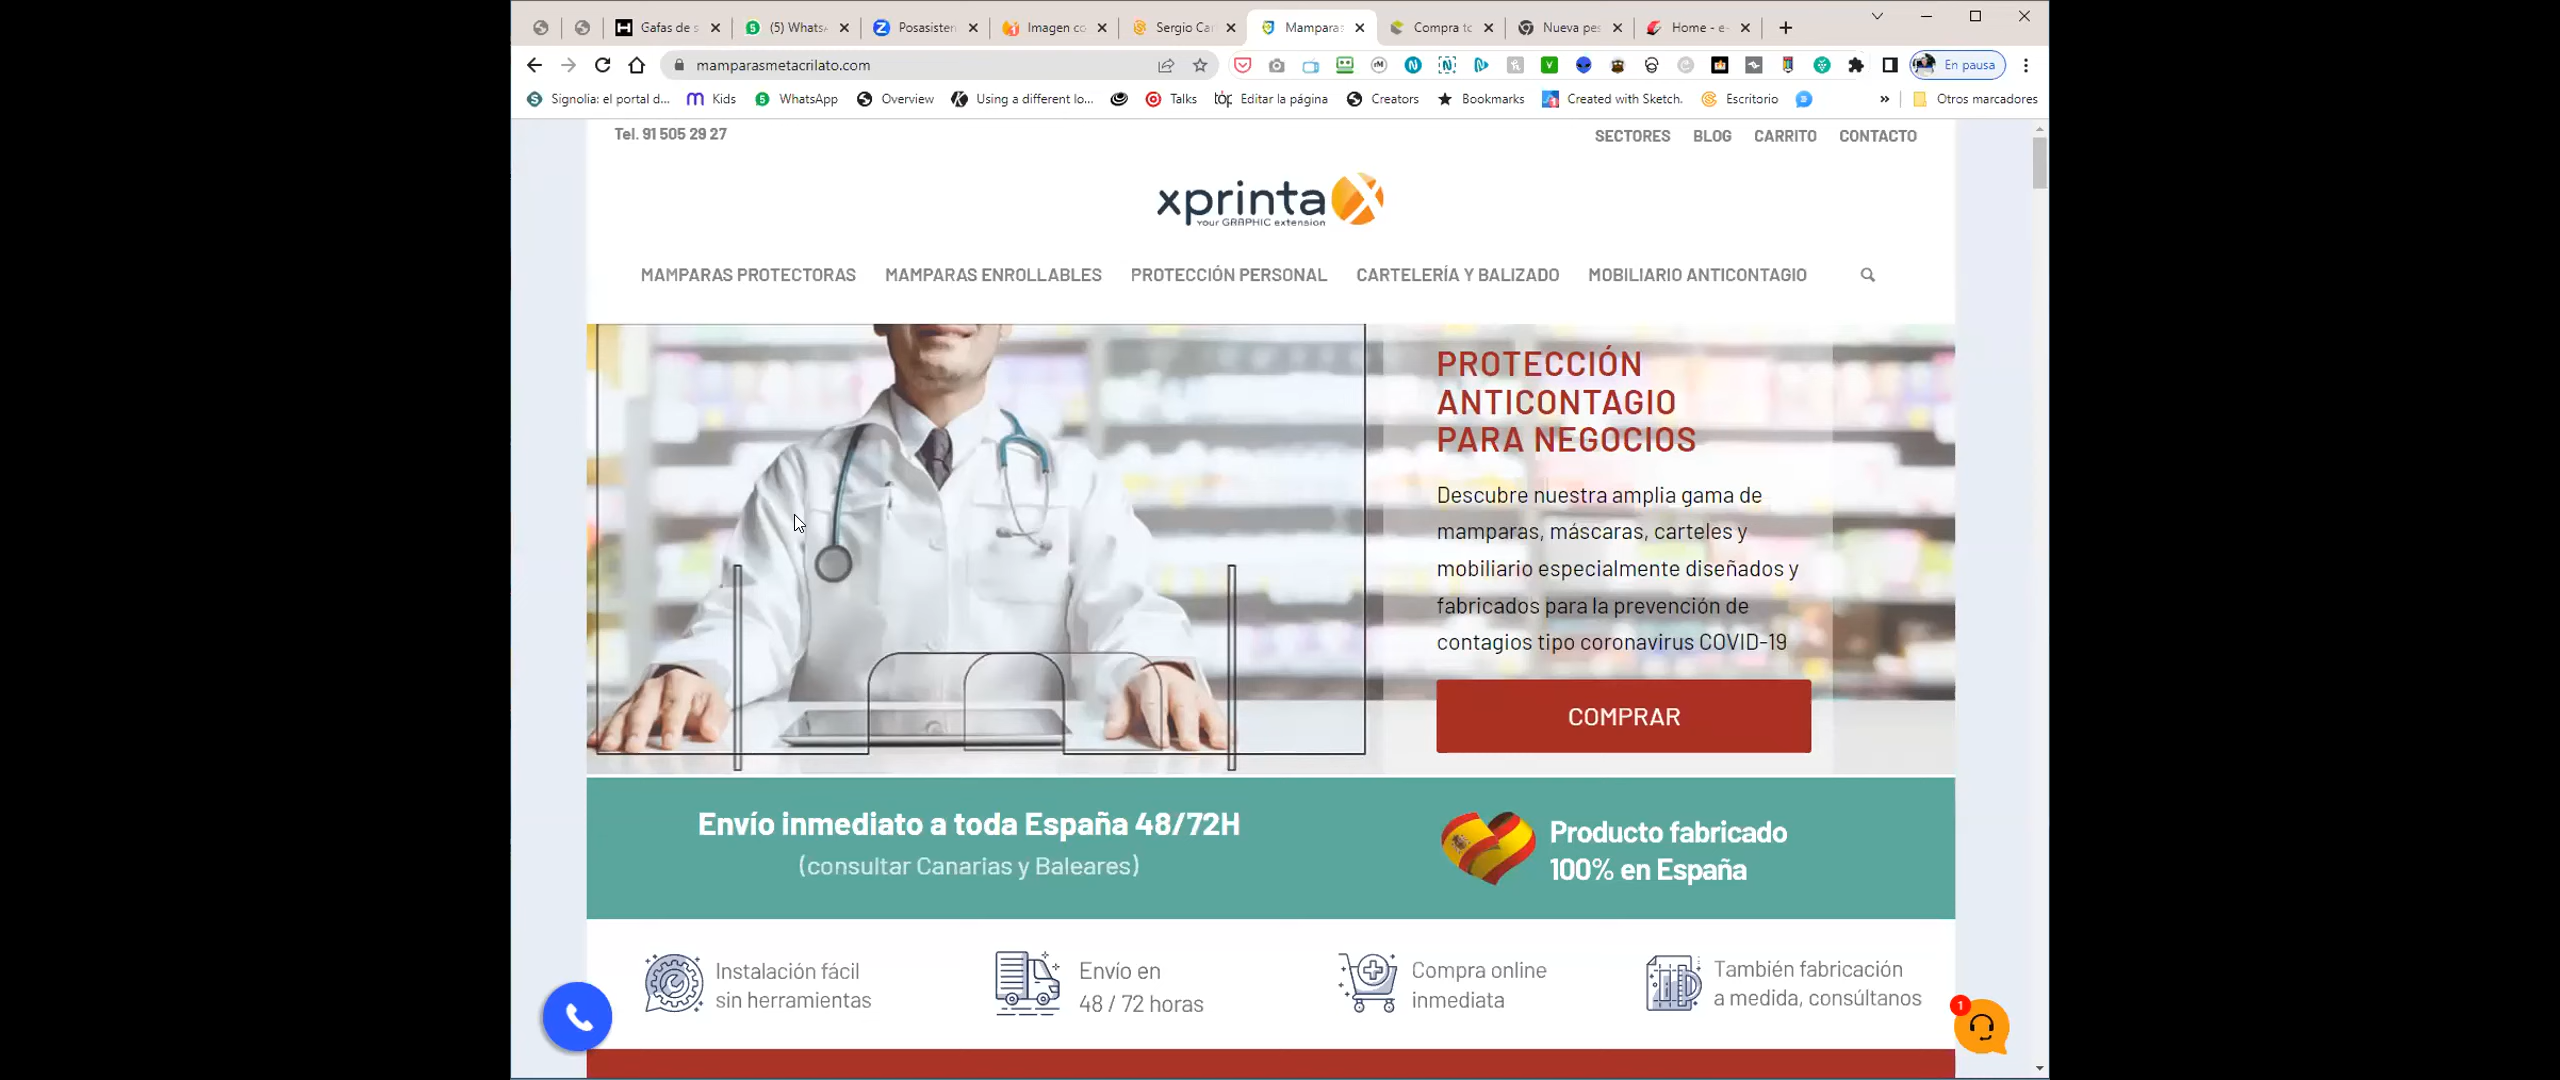 Gafas de s
(5) Whats
Posasisten
Imagen co
Sergio Ca
Mamparas
Compra to
Nueva pes
Home - e-
mamparasmetacrilato.com
En pausa
Signolia: el portal d...
Kids
WhatsApp
Overview
Using a different lo...
Talks
Editar la página
Creators
Bookmarks
Created with Sketch.
Escritorio
Otros marcadores
Tel. 91 505 29 27
SECTORES BLOG CARRITO CONTACTO
xprinta
your GRAPHIC extension
MAMPARAS PROTECTORAS MAMPARAS ENROLLABLES PROTECCIÓN PERSONAL CARTELERÍA Y BALIZADO MOBILIARIO ANTICONTAGIO
PROTECCIÓN
ANTICONTAGIO
PARA NEGOCIOS
Descubre nuestra amplia gama de
mamparas, máscaras, carteles y
mobiliario especialmente diseñados y
fabricados para la prevención de
contagios tipo coronavirus COVID-19
COMPRAR
Envío inmediato a toda España 48/72H
(consultar Canarias y Baleares)
Producto fabricado
100% en España
Instalación fácil
sin herramientas
Envío en
48 / 72 horas
Compra online
inmediata
También fabricación
a medida, consúltanos
1